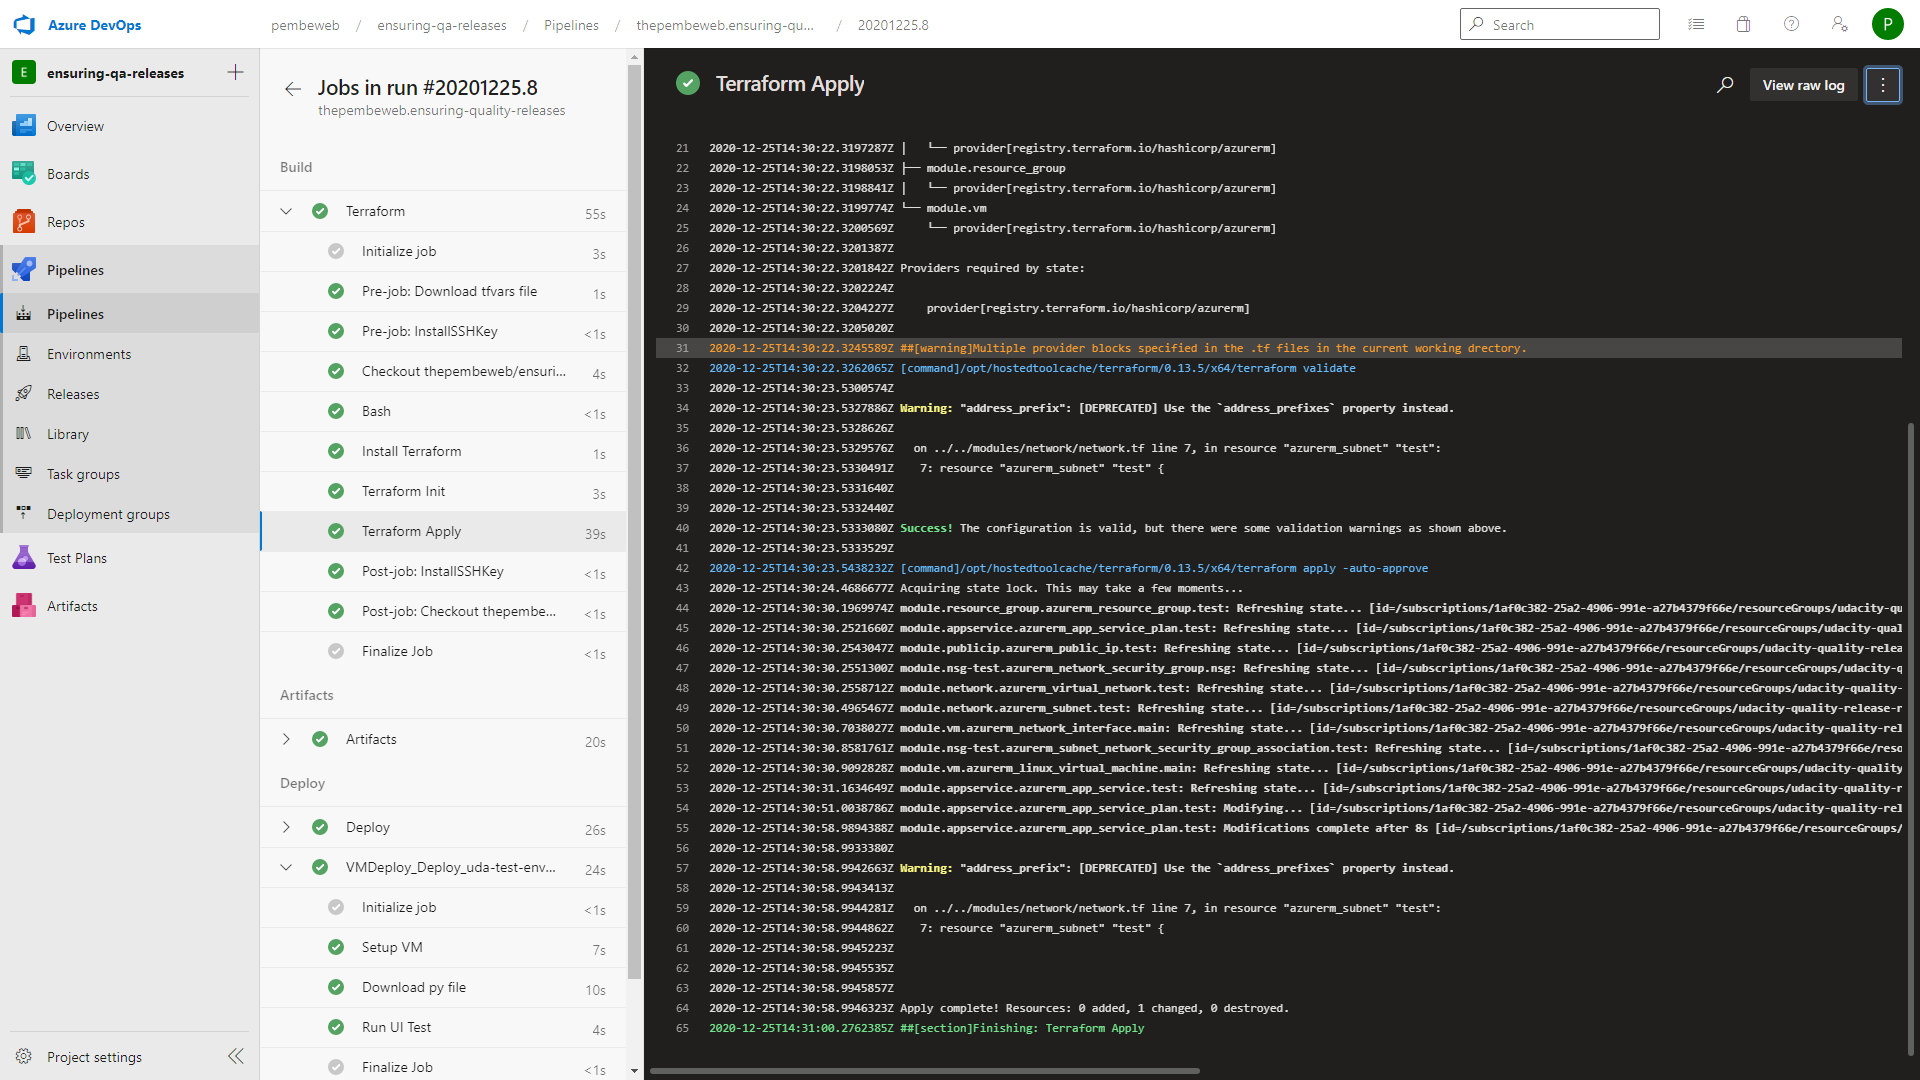 Azure DevOps
pembeweb / ensuring-qa-releases / Pipelines / thepembeweb.ensuring-qu... / 20201225.8
Search
P
E ensuring-qa-releases
Overview
Boards
Repos
Pipelines
Pipelines
Environments
Releases
Library
Task groups
Deployment groups
Test Plans
Artifacts
Project settings
Jobs in run #20201225.8
thepembeweb.ensuring-quality-releases
Build
Terraform 55s
Initialize job 3s
Pre-job: Download tfvars file 1s
Pre-job: InstallSSHKey <1s
Checkout thepembeweb/ensuri... 4s
Bash <1s
Install Terraform 1s
Terraform Init 3s
Terraform Apply 39s
Post-job: InstallSSHKey <1s
Post-job: Checkout thepembe... <1s
Finalize Job <1s
Artifacts
Artifacts 20s
Deploy
Deploy 26s
VMDeploy_Deploy_uda-test-env... 24s
Initialize job <1s
Setup VM 7s
Download py file 10s
Run UI Test 4s
Finalize Job <1s
Terraform Apply
View raw log
21 2020-12-25T14:30:22.3197287Z │   └── provider[registry.terraform.io/hashicorp/azurerm]
22 2020-12-25T14:30:22.3198053Z ├── module.resource_group
23 2020-12-25T14:30:22.3198841Z │   └── provider[registry.terraform.io/hashicorp/azurerm]
24 2020-12-25T14:30:22.3199774Z └── module.vm
25 2020-12-25T14:30:22.3200569Z     └── provider[registry.terraform.io/hashicorp/azurerm]
26 2020-12-25T14:30:22.3201387Z
27 2020-12-25T14:30:22.3201842Z Providers required by state:
28 2020-12-25T14:30:22.3202224Z
29 2020-12-25T14:30:22.3204227Z     provider[registry.terraform.io/hashicorp/azurerm]
30 2020-12-25T14:30:22.3205020Z
31 2020-12-25T14:30:22.3245589Z ##[warning]Multiple provider blocks specified in the .tf files in the current working drectory.
32 2020-12-25T14:30:22.3262065Z [command]/opt/hostedtoolcache/terraform/0.13.5/x64/terraform validate
33 2020-12-25T14:30:23.5300574Z
34 2020-12-25T14:30:23.5327886Z Warning: "address_prefix": [DEPRECATED] Use the `address_prefixes` property instead.
35 2020-12-25T14:30:23.5328626Z
36 2020-12-25T14:30:23.5329576Z   on ../../modules/network/network.tf line 7, in resource "azurerm_subnet" "test":
37 2020-12-25T14:30:23.5330491Z    7: resource "azurerm_subnet" "test" {
38 2020-12-25T14:30:23.5331640Z
39 2020-12-25T14:30:23.5332440Z
40 2020-12-25T14:30:23.5333080Z Success! The configuration is valid, but there were some validation warnings as shown above.
41 2020-12-25T14:30:23.5333529Z
42 2020-12-25T14:30:23.5438232Z [command]/opt/hostedtoolcache/terraform/0.13.5/x64/terraform apply -auto-approve
43 2020-12-25T14:30:24.4686677Z Acquiring state lock. This may take a few moments...
44 2020-12-25T14:30:30.1969974Z module.resource_group.azurerm_resource_group.test: Refreshing state... [id=/subscriptions/1af0c382-25a2-4906-991e-a27b4379f66e/resourceGroups/udacity-qu
45 2020-12-25T14:30:30.2521660Z module.appservice.azurerm_app_service_plan.test: Refreshing state... [id=/subscriptions/1af0c382-25a2-4906-991e-a27b4379f66e/resourceGroups/udacity-qual
46 2020-12-25T14:30:30.2543047Z module.publicip.azurerm_public_ip.test: Refreshing state... [id=/subscriptions/1af0c382-25a2-4906-991e-a27b4379f66e/resourceGroups/udacity-quality-relea
47 2020-12-25T14:30:30.2551300Z module.nsg-test.azurerm_network_security_group.nsg: Refreshing state... [id=/subscriptions/1af0c382-25a2-4906-991e-a27b4379f66e/resourceGroups/udacity-q
48 2020-12-25T14:30:30.2558712Z module.network.azurerm_virtual_network.test: Refreshing state... [id=/subscriptions/1af0c382-25a2-4906-991e-a27b4379f66e/resourceGroups/udacity-quality-
49 2020-12-25T14:30:30.4965467Z module.network.azurerm_subnet.test: Refreshing state... [id=/subscriptions/1af0c382-25a2-4906-991e-a27b4379f66e/resourceGroups/udacity-quality-release-r
50 2020-12-25T14:30:30.7038027Z module.vm.azurerm_network_interface.main: Refreshing state... [id=/subscriptions/1af0c382-25a2-4906-991e-a27b4379f66e/resourceGroups/udacity-quality-rel
51 2020-12-25T14:30:30.8581761Z module.nsg-test.azurerm_subnet_network_security_group_association.test: Refreshing state... [id=/subscriptions/1af0c382-25a2-4906-991e-a27b4379f66e/reso
52 2020-12-25T14:30:30.9092828Z module.vm.azurerm_linux_virtual_machine.main: Refreshing state... [id=/subscriptions/1af0c382-25a2-4906-991e-a27b4379f66e/resourceGroups/udacity-quality
53 2020-12-25T14:30:31.1634649Z module.appservice.azurerm_app_service.test: Refreshing state... [id=/subscriptions/1af0c382-25a2-4906-991e-a27b4379f66e/resourceGroups/udacity-quality-r
54 2020-12-25T14:30:51.0038786Z module.appservice.azurerm_app_service_plan.test: Modifying... [id=/subscriptions/1af0c382-25a2-4906-991e-a27b4379f66e/resourceGroups/udacity-quality-rel
55 2020-12-25T14:30:58.9894388Z module.appservice.azurerm_app_service_plan.test: Modifications complete after 8s [id=/subscriptions/1af0c382-25a2-4906-991e-a27b4379f66e/resourceGroups/
56 2020-12-25T14:30:58.9933380Z
57 2020-12-25T14:30:58.9942663Z Warning: "address_prefix": [DEPRECATED] Use the `address_prefixes` property instead.
58 2020-12-25T14:30:58.9943413Z
59 2020-12-25T14:30:58.9944281Z   on ../../modules/network/network.tf line 7, in resource "azurerm_subnet" "test":
60 2020-12-25T14:30:58.9944862Z    7: resource "azurerm_subnet" "test" {
61 2020-12-25T14:30:58.9945223Z
62 2020-12-25T14:30:58.9945535Z
63 2020-12-25T14:30:58.9945857Z
64 2020-12-25T14:30:58.9946323Z Apply complete! Resources: 0 added, 1 changed, 0 destroyed.
65 2020-12-25T14:31:00.2762385Z ##[section]Finishing: Terraform Apply